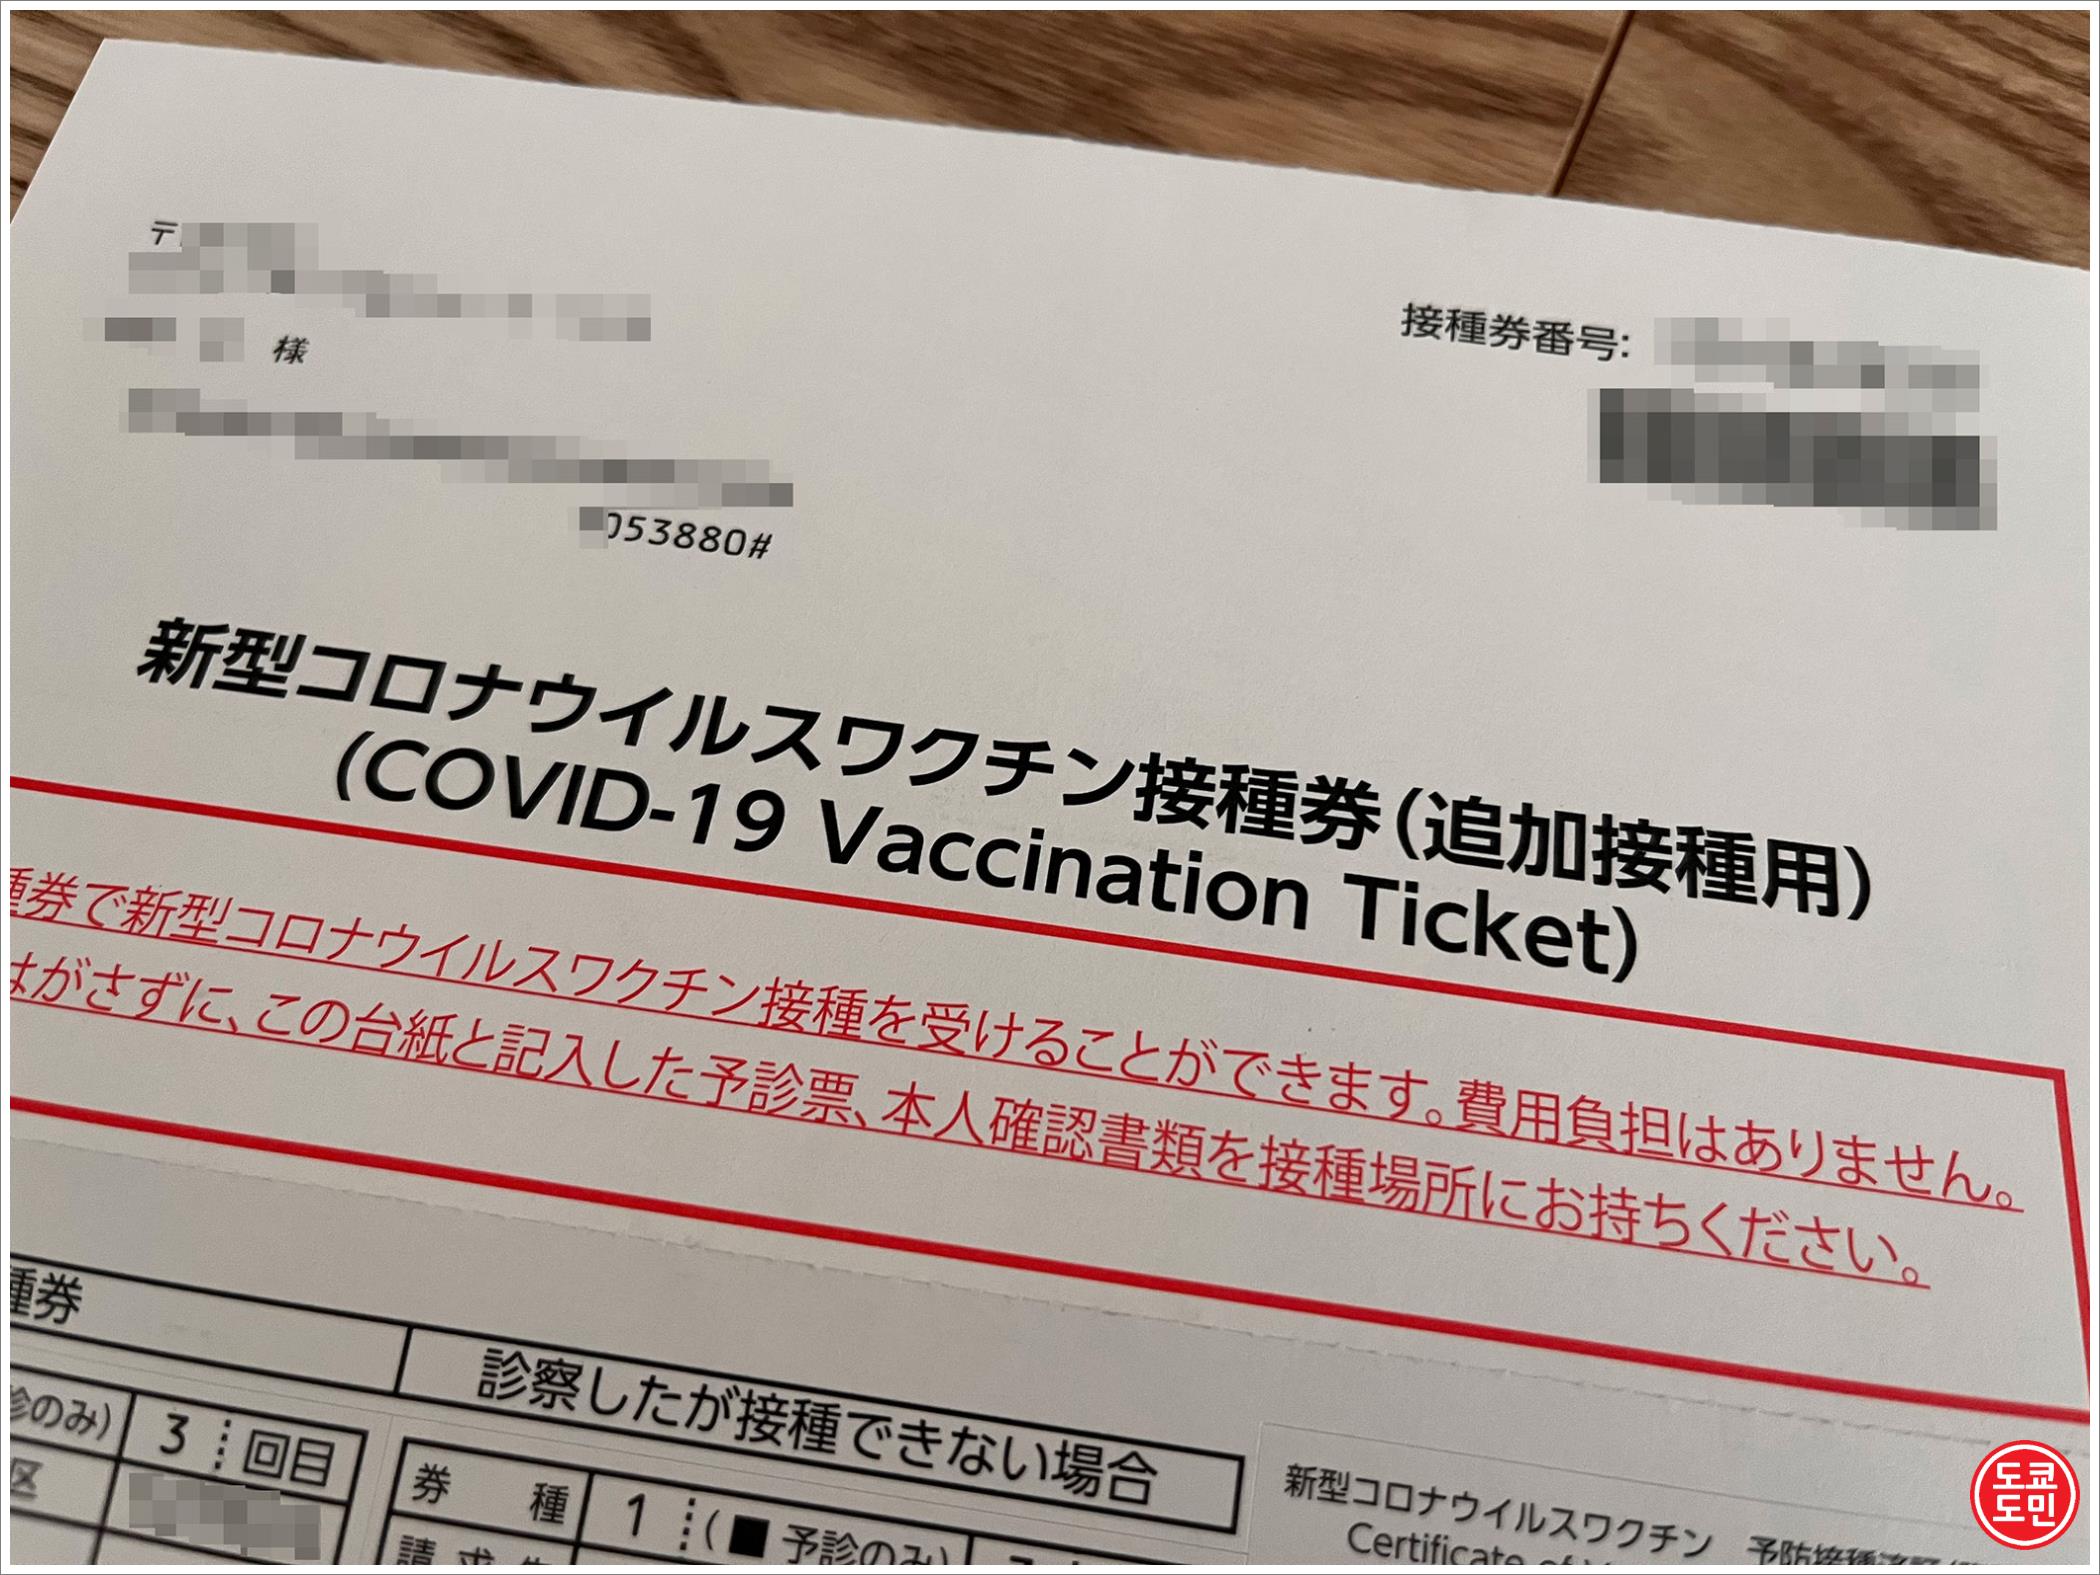 〒
様
接種券番号:
053880#
新型コロナウイルスワクチン接種券(追加接種用)
(COVID-19 Vaccination Ticket)
種券で新型コロナウイルスワクチン接種を受けることができます。費用負担はありません。
はがさずに、この台紙と記入した予診票、本人確認書類を接種場所にお持ちください。
種券
診察したが接種できない場合
診のみ)
3 回目
券 種
1 (■ 予診のみ)
区
請求先
新型コロナウイルスワクチン 予防接種済証
Certificate of
도쿄
도민